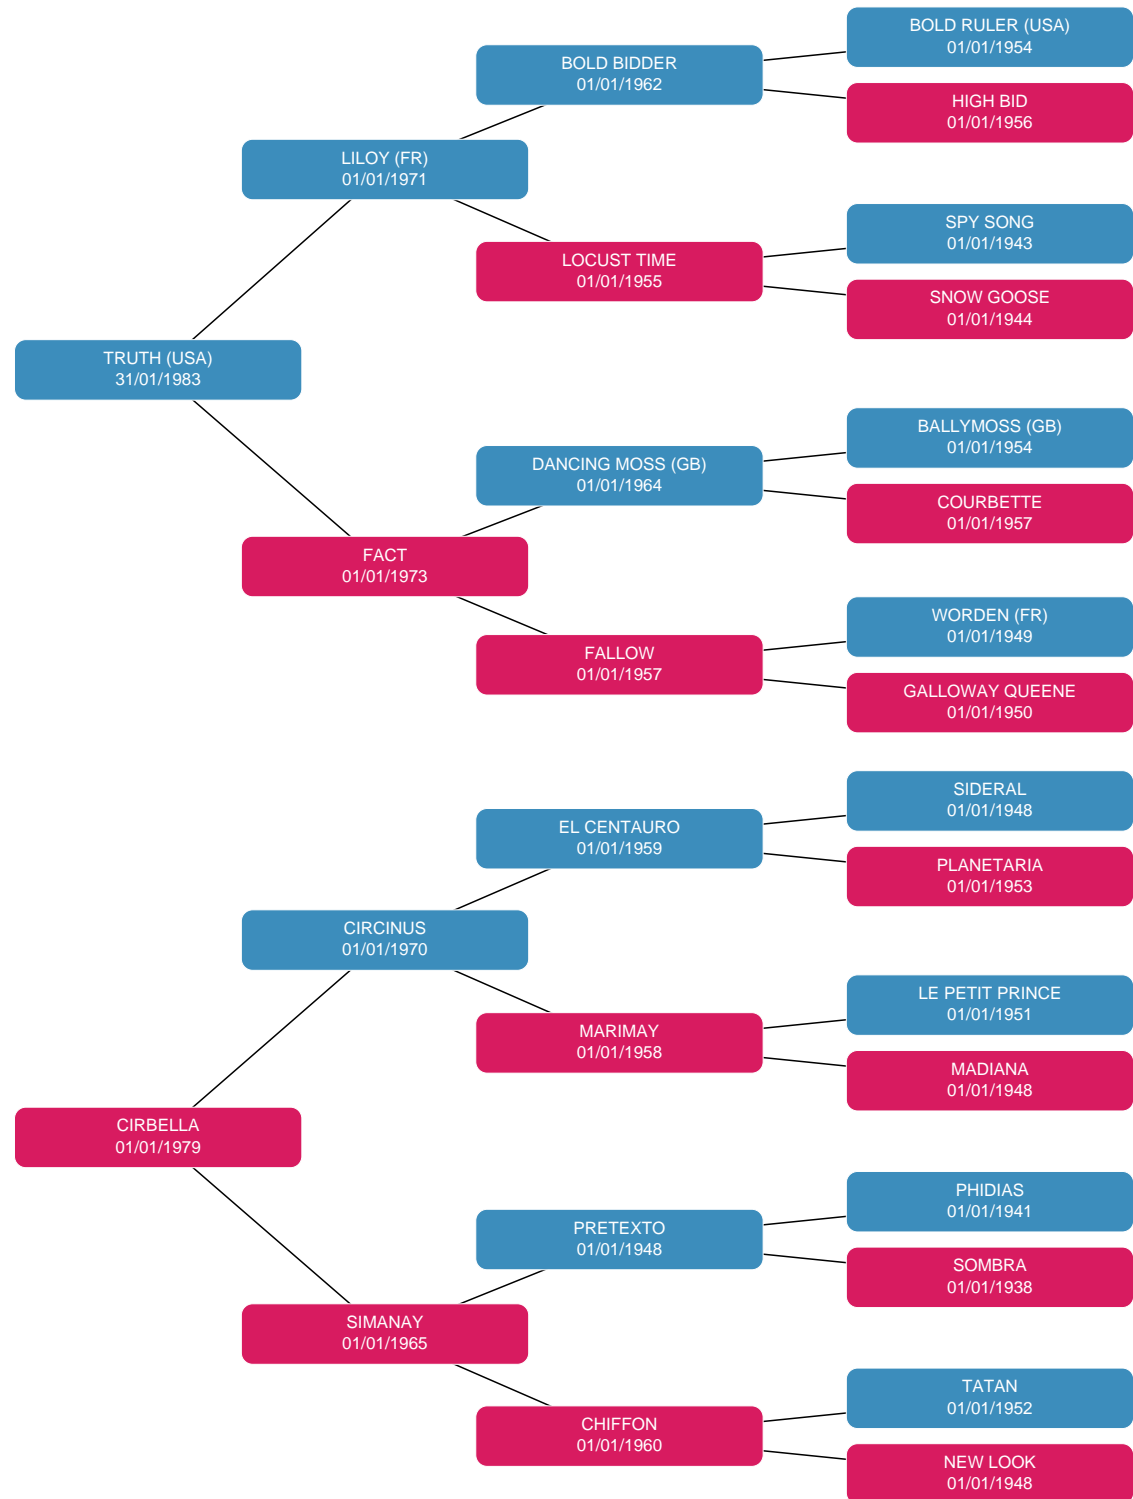 BOLD RULER (USA)
01/01/1954
BOLD BIDDER
01/01/1962
HIGH BID
01/01/1956
LILOY (FR)
01/01/1971
SPY SONG
01/01/1943
LOCUST TIME
01/01/1955
SNOW GOOSE
01/01/1944
TRUTH (USA)
31/01/1983
BALLYMOSS (GB)
01/01/1954
DANCING MOSS (GB)
01/01/1964
COURBETTE
01/01/1957
FACT
01/01/1973
WORDEN (FR)
01/01/1949
FALLOW
01/01/1957
GALLOWAY QUEENE
01/01/1950
SIDERAL
01/01/1948
EL CENTAURO
01/01/1959
PLANETARIA
01/01/1953
CIRCINUS
01/01/1970
LE PETIT PRINCE
01/01/1951
MARIMAY
01/01/1958
MADIANA
01/01/1948
CIRBELLA
01/01/1979
PHIDIAS
01/01/1941
PRETEXTO
01/01/1948
SOMBRA
01/01/1938
SIMANAY
01/01/1965
TATAN
01/01/1952
CHIFFON
01/01/1960
NEW LOOK
01/01/1948